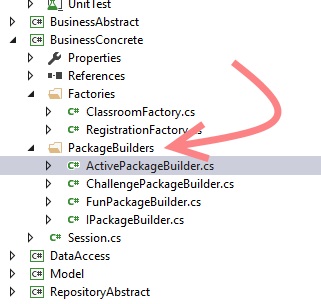 UnitTest
BusinessAbstract
BusinessConcrete
Properties
References
Factories
ClassroomFactory.cs
RegistrationFactory.cs
PackageBuilders
ActivePackageBuilder.cs
ChallengePackageBuilder.cs
FunPackageBuilder.cs
IPackageBuilder.cs
Session.cs
DataAccess
Model
RepositoryAbstract